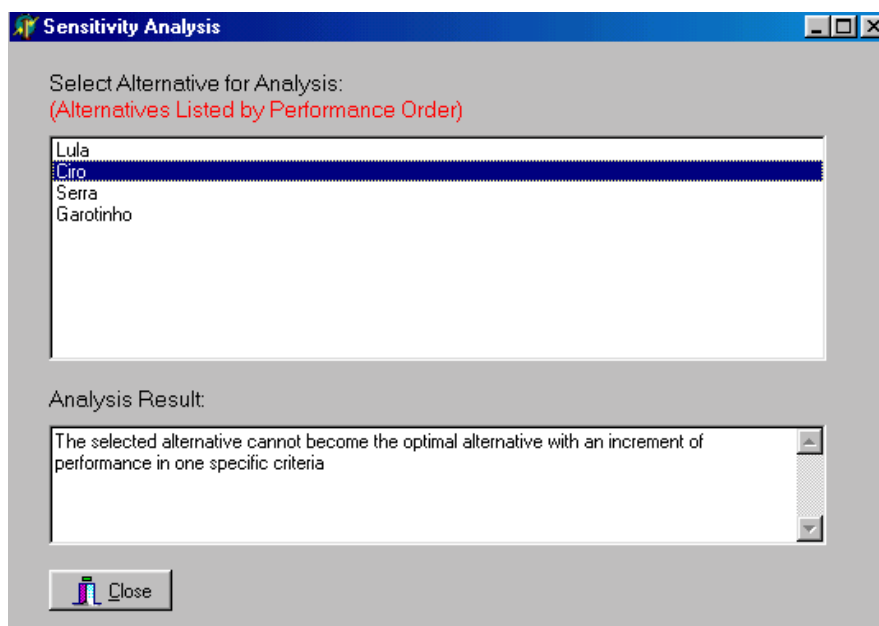 Sensitivity Analysis
Select Alternative for Analysis:
(Alternatives Listed by Performance Order)
Lula
Ciro
Serra
Garotinho
Analysis Result:
The selected alternative cannot become the optimal alternative with an increment of
performance in one specific criteria
Close